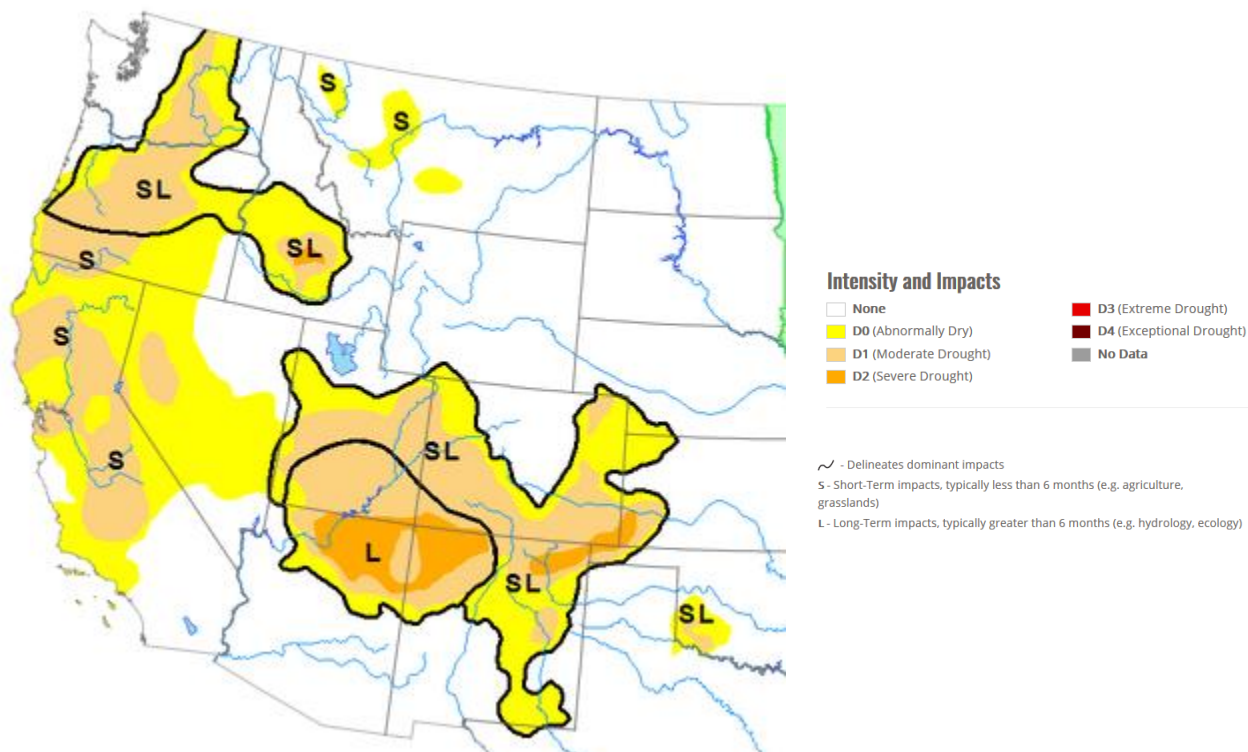 S
S
SL
SL
S
S
SL
S
L
SL
SL
Intensity and Impacts
None
D0 (Abnormally Dry)
D1 (Moderate Drought)
D2 (Severe Drought)
D3 (Extreme Drought)
D4 (Exceptional Drought)
No Data
- Delineates dominant impacts
S - Short-Term impacts, typically less than 6 months (e.g. agriculture,
grasslands)
L - Long-Term impacts, typically greater than 6 months (e.g. hydrology, ecology)